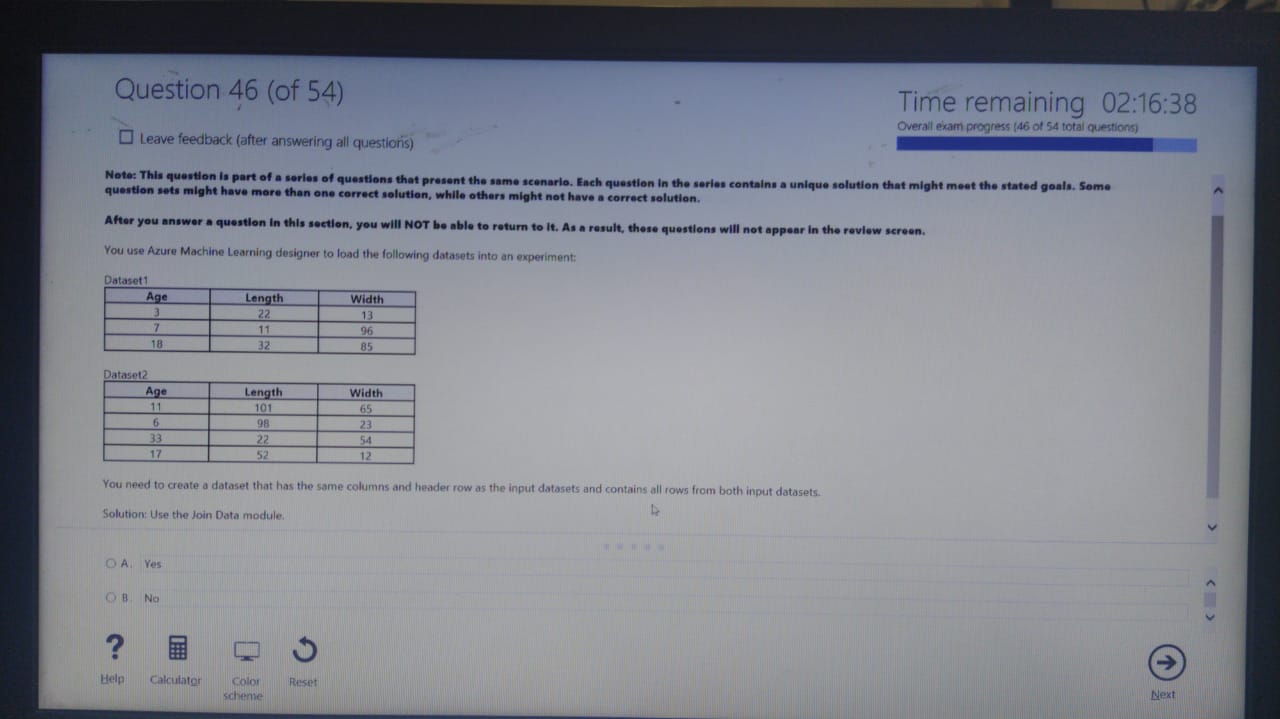 Question 46 (of 54)
Time remaining 02:16:38
Overall exam progress (46 of 54 total questions)
Leave feedback (after answering all questions)
Note: This question is part of a series of questions that present the same scenario. Each question in the series contains a unique solution that might meet the stated goals. Some
question sets might have more than one correct solution, while others might not have a correct solution.
After you answer a question in this section, you will NOT be able to return to it. As a result, these questions will not appear in the review screen.
You use Azure Machine Learning designer to load the following datasets into an experiment:
Dataset1
Age Length Width
3 22 13
7 11 96
18 32 85
Dataset2
Age Length Width
11 101 65
6 98 23
33 22 54
17 52 12
You need to create a dataset that has the same columns and header row as the input datasets and contains all rows from both input datasets.
Solution: Use the Join Data module.
A. Yes
B. No
?
Help
Calculator
Color
scheme
Reset
Next